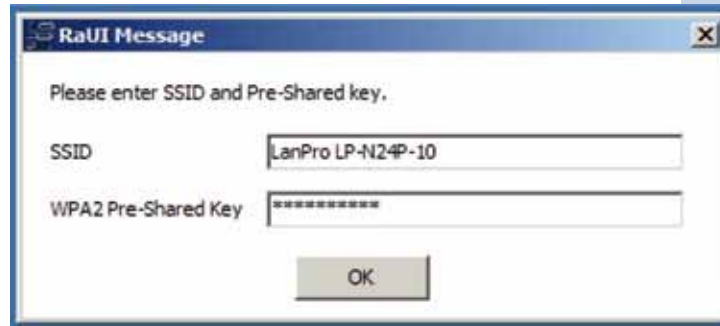 RaUI Message
Please enter SSID and Pre-Shared key.
SSID LanPro LP-N24P-10
WPA2 Pre-Shared Key **********
OK